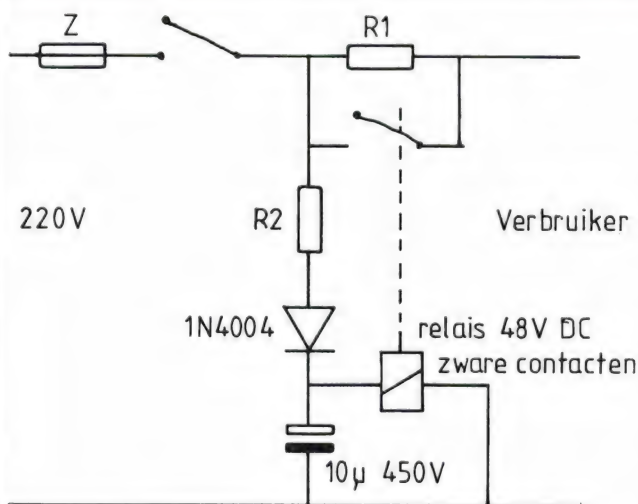 Z
R1
220V
R2
Verbruiker
1N4004
relais 48V DC
zware contacten
10µ 450V